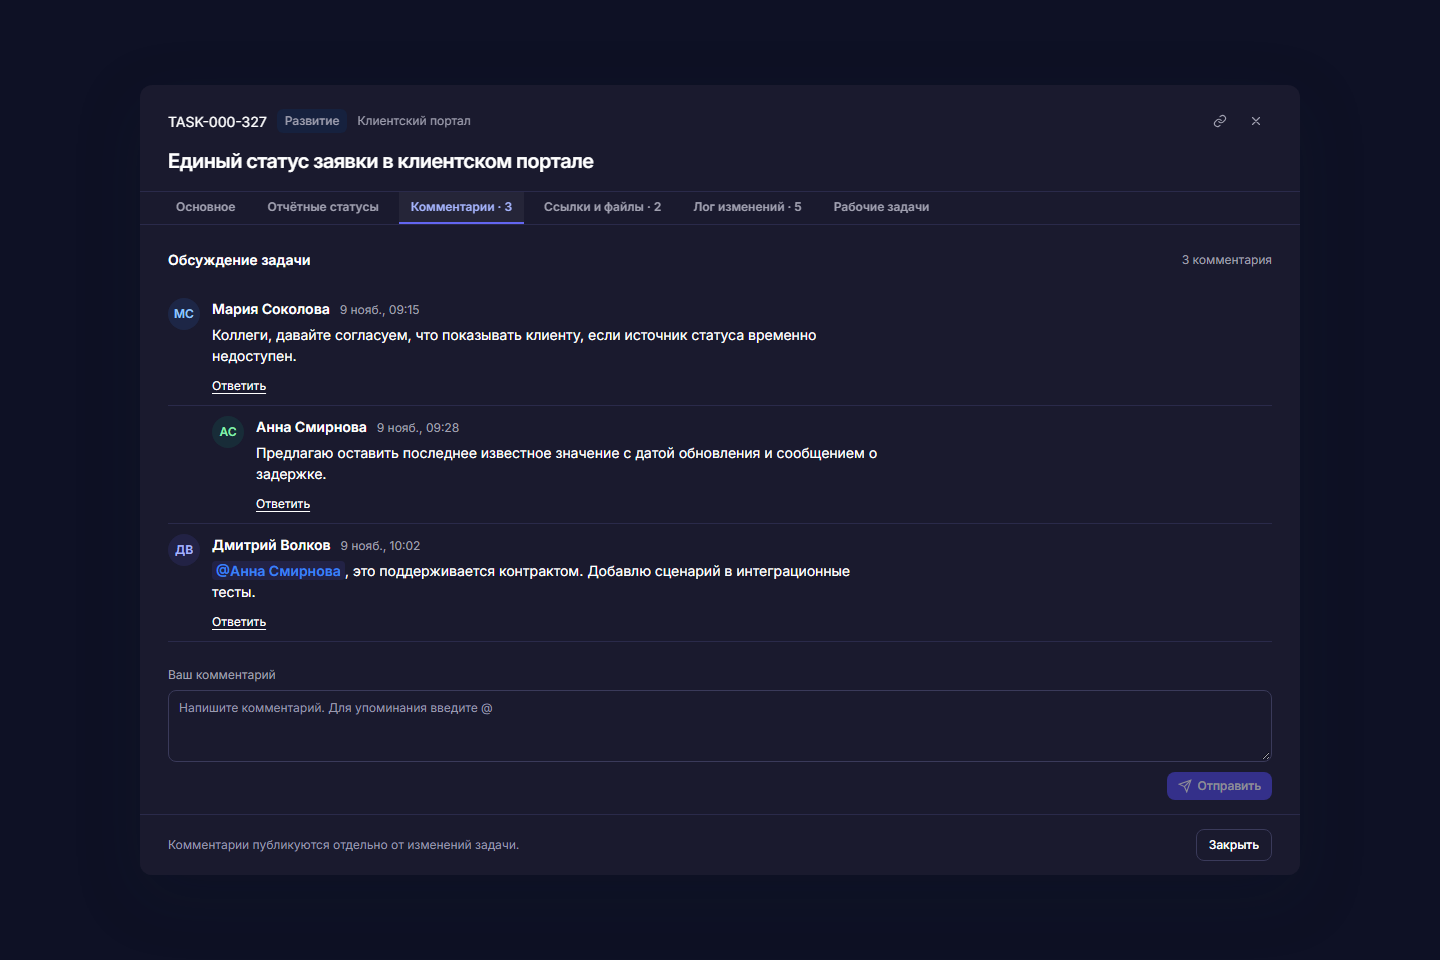 TASK-000-327 Развитие Клиентский портал
Единый статус заявки в клиентском портале
Основное Отчётные статусы Комментарии · 3 Ссылки и файлы · 2 Лог изменений · 5 Рабочие задачи
Обсуждение задачи 3 комментария
МС Мария Соколова 9 нояб., 09:15
Коллеги, давайте согласуем, что показывать клиенту, если источник статуса временно
недоступен.
Ответить
АС Анна Смирнова 9 нояб., 09:28
Предлагаю оставить последнее известное значение с датой обновления и сообщением о
задержке.
Ответить
ДВ Дмитрий Волков 9 нояб., 10:02
@Анна Смирнова, это поддерживается контрактом. Добавлю сценарий в интеграционные
тесты.
Ответить
Ваш комментарий
Напишите комментарий. Для упоминания введите @
Отправить
Комментарии публикуются отдельно от изменений задачи. Закрыть